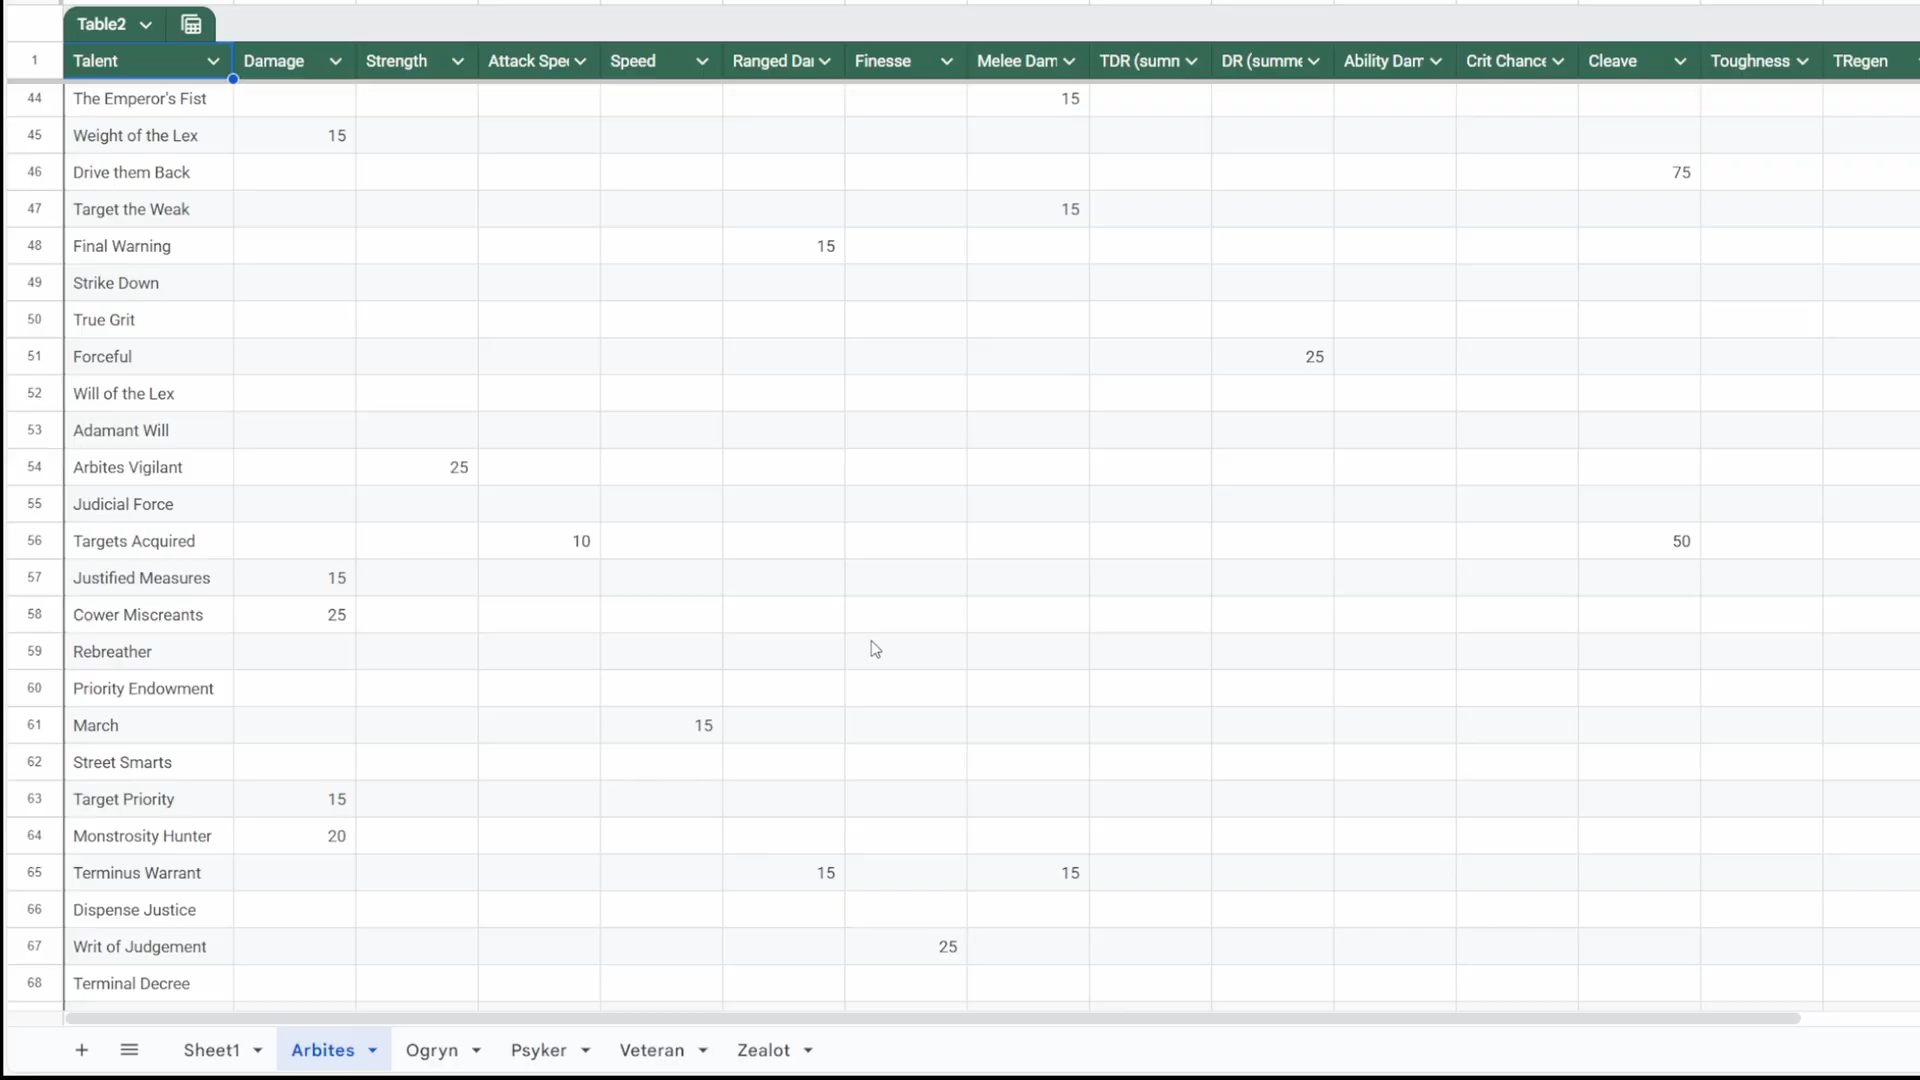 Table2
1 Talent Damage Strength Attack Spe Speed Ranged Da Finesse Melee Dam TDR (sumn DR (summe Ability Dam Crit Chance Cleave Toughness TRegen
44 The Emperor's Fist 15
45 Weight of the Lex 15
46 Drive them Back 75
47 Target the Weak 15
48 Final Warning 15
49 Strike Down
50 True Grit
51 Forceful 25
52 Will of the Lex
53 Adamant Will
54 Arbites Vigilant 25
55 Judicial Force
56 Targets Acquired 10 50
57 Justified Measures 15
58 Cower Miscreants 25
59 Rebreather
60 Priority Endowment
61 March 15
62 Street Smarts
63 Target Priority 15
64 Monstrosity Hunter 20
65 Terminus Warrant 15 15
66 Dispense Justice
67 Writ of Judgement 25
68 Terminal Decree
Sheet1 Arbites Ogryn Psyker Veteran Zealot